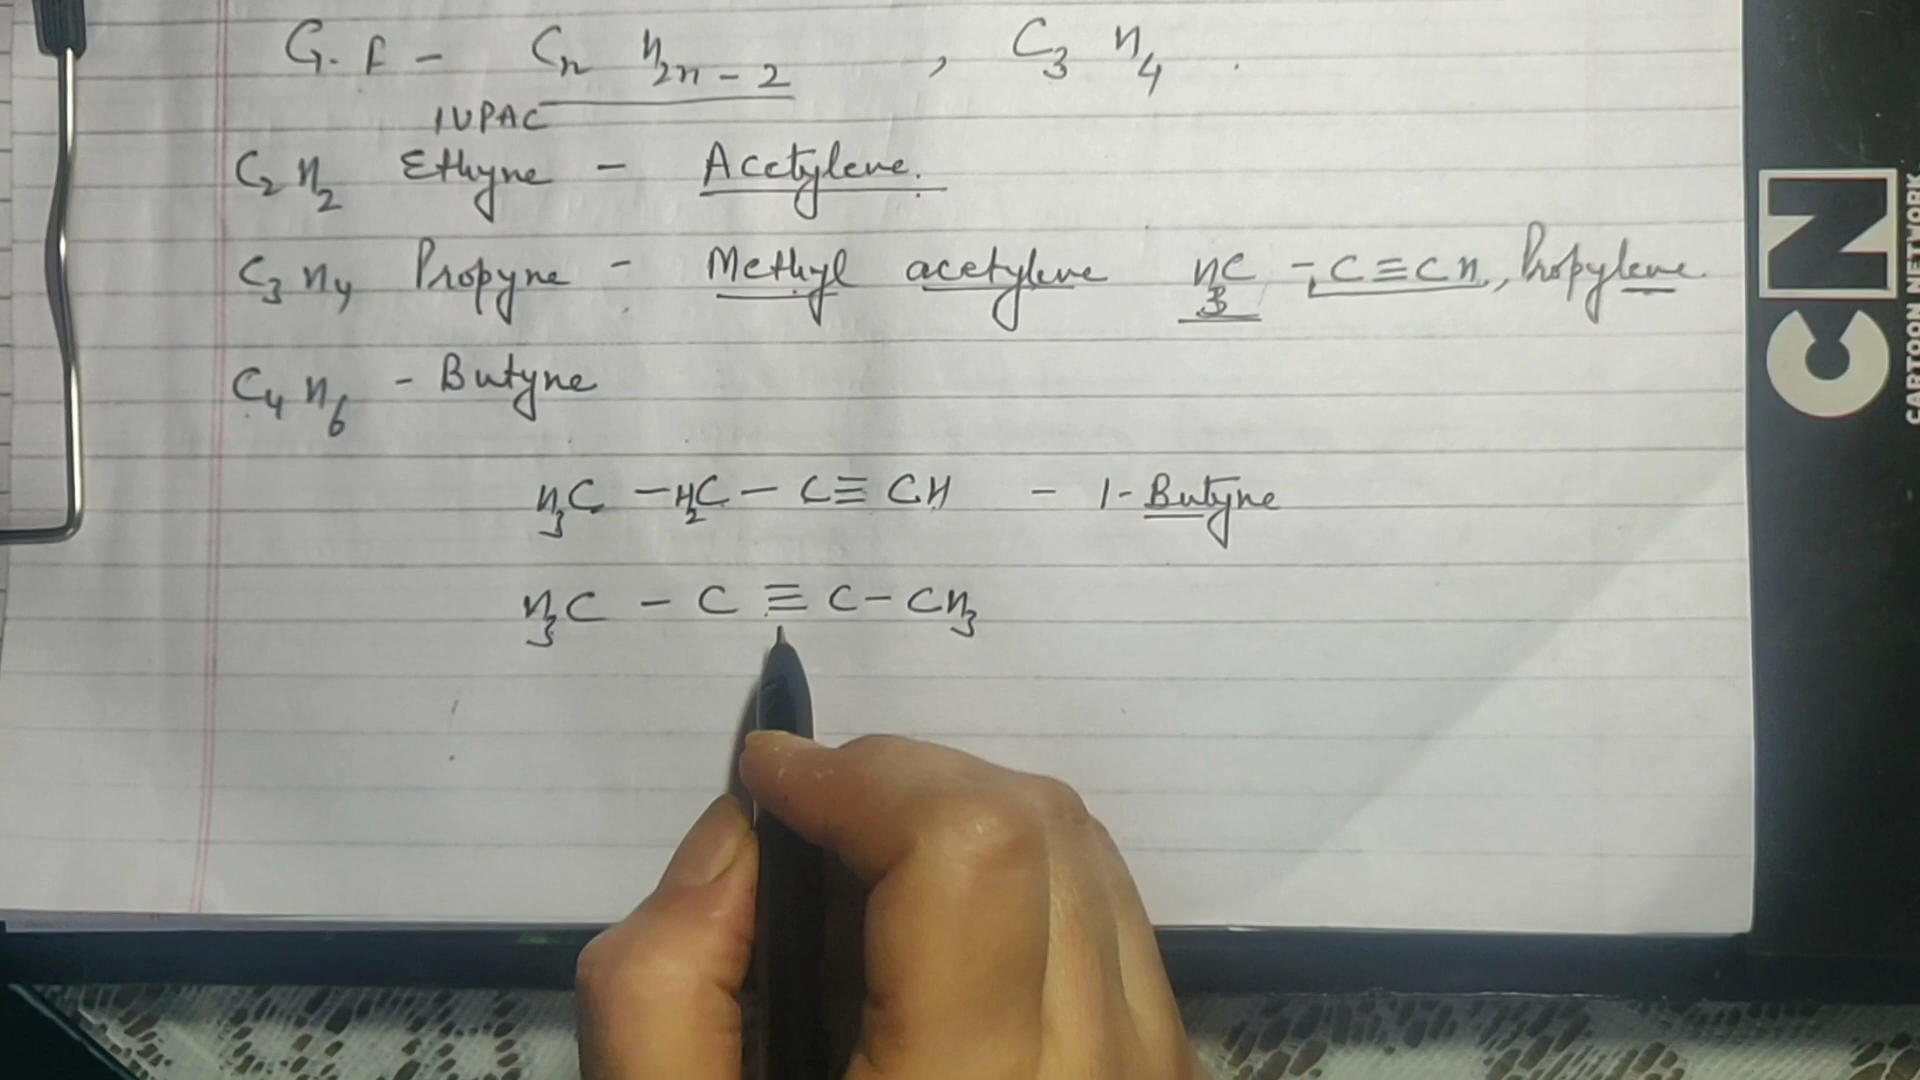 G.F - CnH2n-2 , C3H4.
IUPAC
C2H2 Ethyne - Acetylene.
C3H4 Propyne - Methyl acetylene H3C-C≡CH, Propylene.
C4H6 - Butyne
H3C-H2C-C≡CH - 1-Butyne
H3C-C≡C-CH3
CN
CARTOON NETWORK